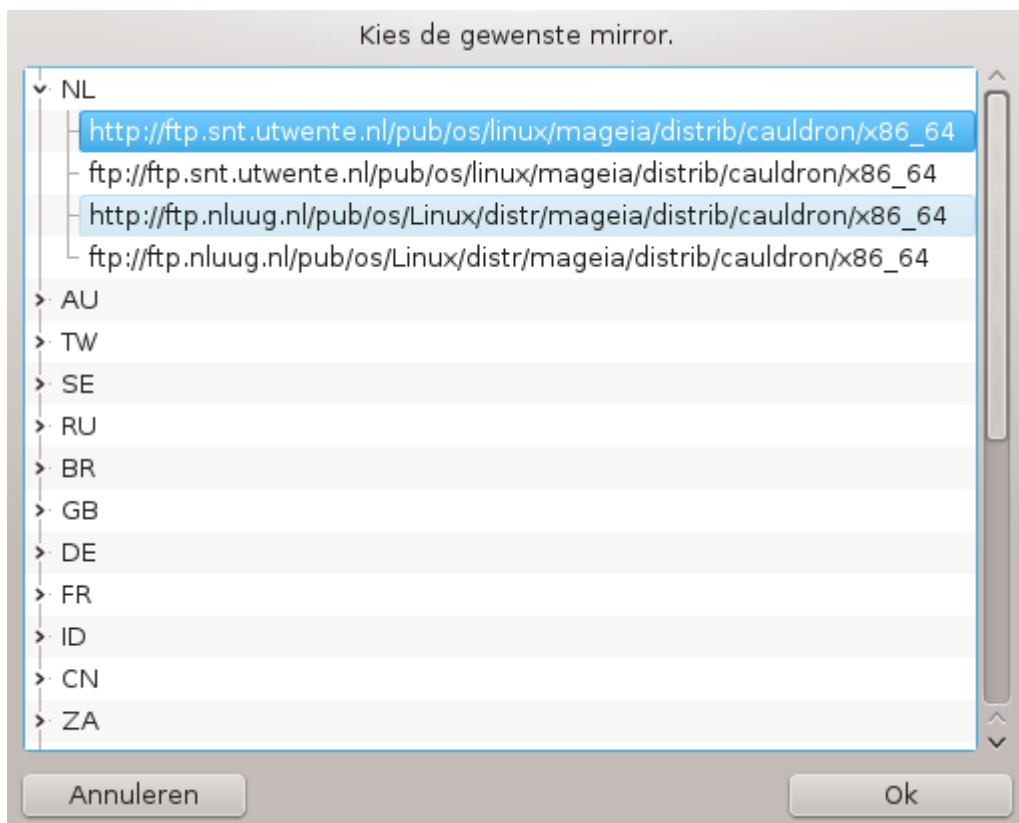 Kies de gewenste mirror.
NL
http://ftp.snt.utwente.nl/pub/os/linux/mageia/distrib/cauldron/x86_64
ftp://ftp.snt.utwente.nl/pub/os/linux/mageia/distrib/cauldron/x86_64
http://ftp.nluug.nl/pub/os/Linux/distr/mageia/distrib/cauldron/x86_64
ftp://ftp.nluug.nl/pub/os/Linux/distr/mageia/distrib/cauldron/x86_64
AU
TW
SE
RU
BR
GB
DE
FR
ID
CN
ZA
Annuleren
Ok